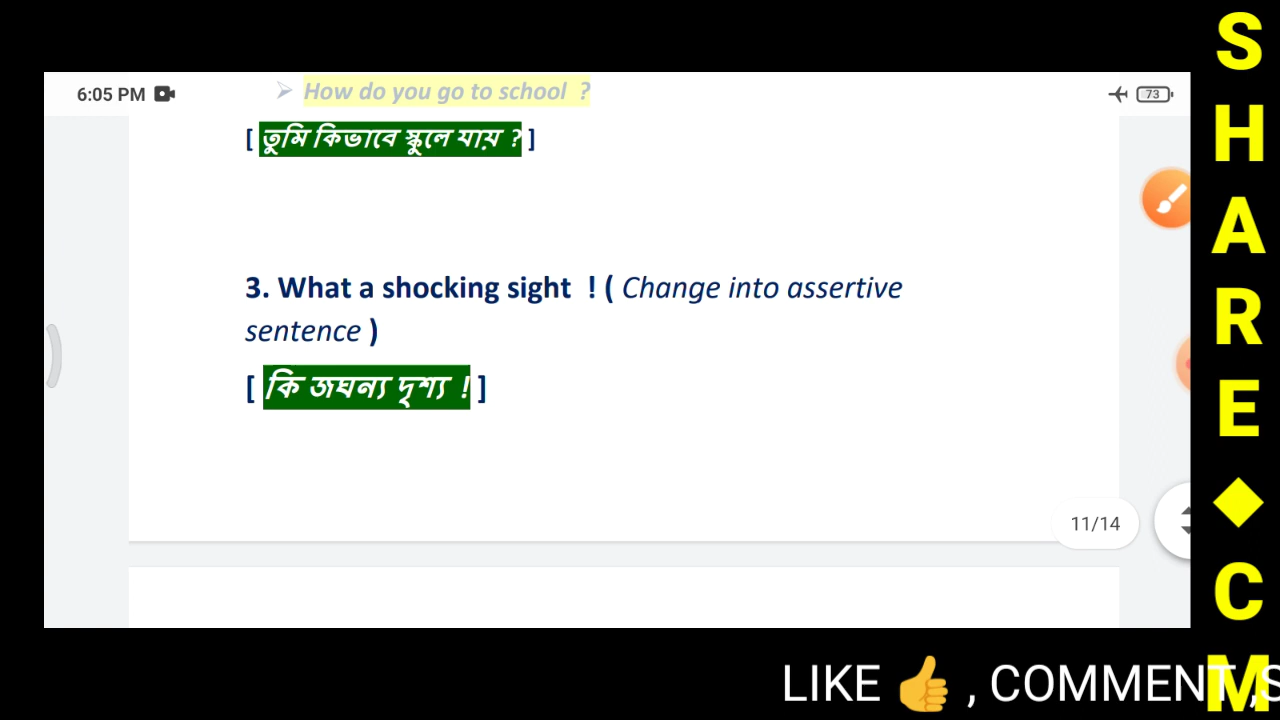 6:05 PM
➢ How do you go to school ?
73
[ তুমি কিভাবে স্কুলে যায় ? ]
3. What a shocking sight ! ( Change into assertive
sentence )
[ কি জঘন্য দৃশ্য ! ]
11/14
LIKE 👍 , COMMENT ,S
S
H
A
R
E
◆
C
M